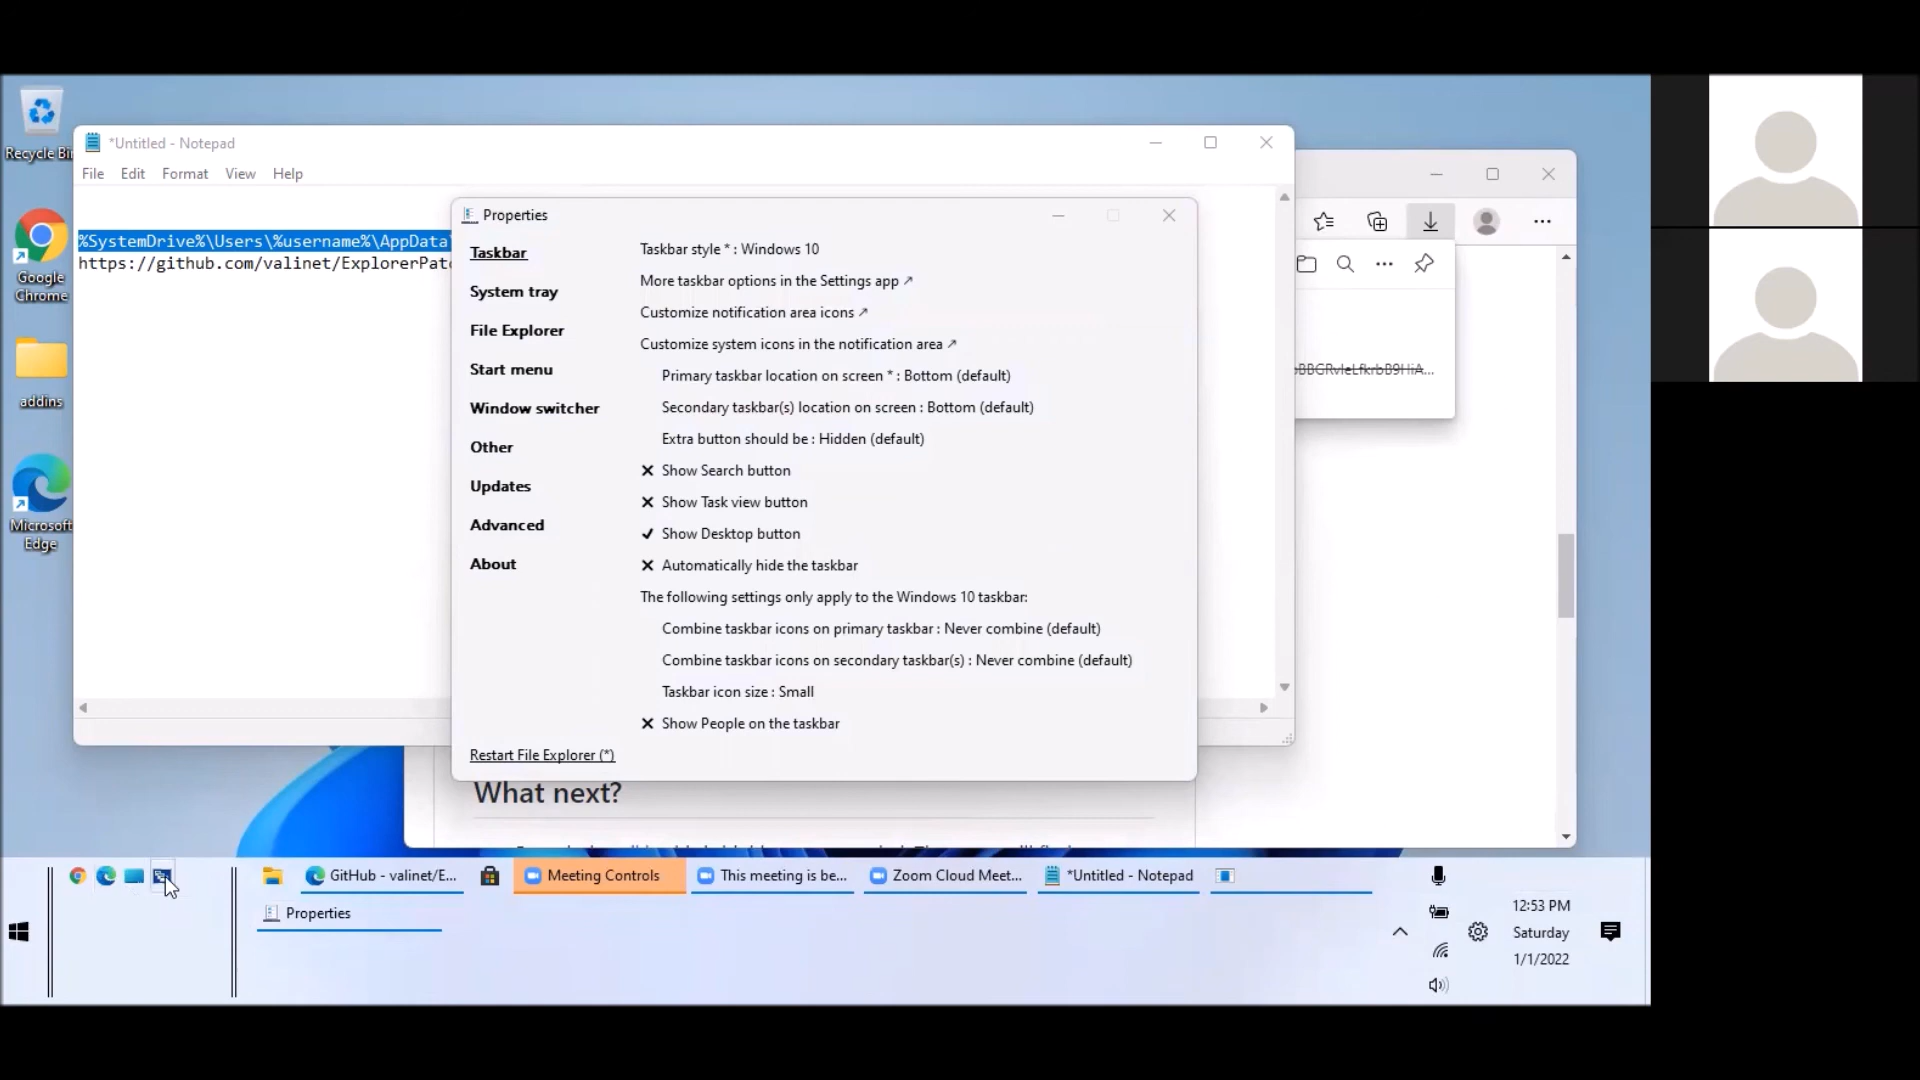 Recycle Bi
Google
Chrome
addins
Microsoft
Edge
*Untitled - Notepad
File Edit Format View Help
%SystemDrive%\Users\%username%\AppData\
https://github.com/valinet/ExplorerPat
Properties
Taskbar
System tray
File Explorer
Start menu
Window switcher
Other
Updates
Advanced
About
Restart File Explorer (*)
Taskbar style * : Windows 10
More taskbar options in the Settings app ↗
Customize notification area icons ↗
Customize system icons in the notification area ↗
Primary taskbar location on screen * : Bottom (default)
Secondary taskbar(s) location on screen : Bottom (default)
Extra button should be : Hidden (default)
Show Search button
Show Task view button
Show Desktop button
Automatically hide the taskbar
The following settings only apply to the Windows 10 taskbar:
Combine taskbar icons on primary taskbar : Never combine (default)
Combine taskbar icons on secondary taskbar(s) : Never combine (default)
Taskbar icon size : Small
Show People on the taskbar
What next?
GitHub - valinet/E... Meeting Controls This meeting is be... Zoom Cloud Meet... *Untitled - Notepad
Properties
12:53 PM
Saturday
1/1/2022